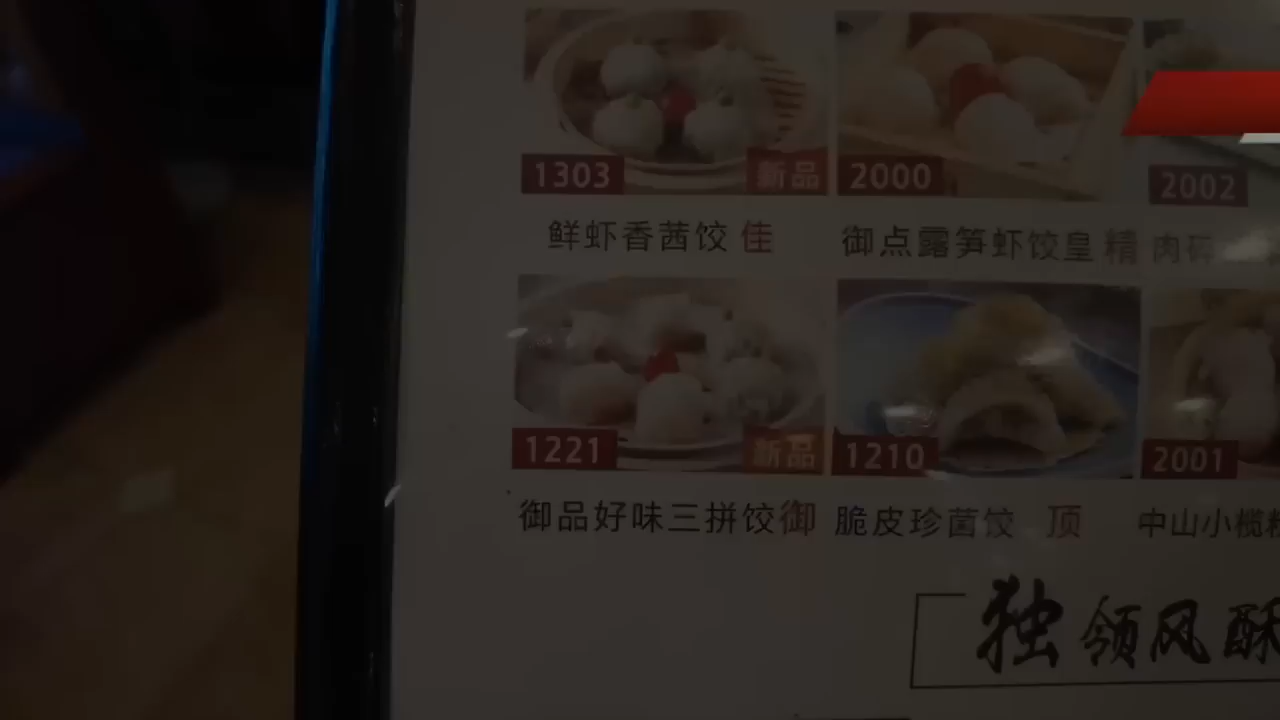 1303 新品 2000 2002
鲜虾香茜饺 佳 御点露笋虾饺皇 精 肉碎
1221 新品 1210 2001
御品好味三拼饺 御 脆皮珍菌饺 顶 中山小榄
独领风酥